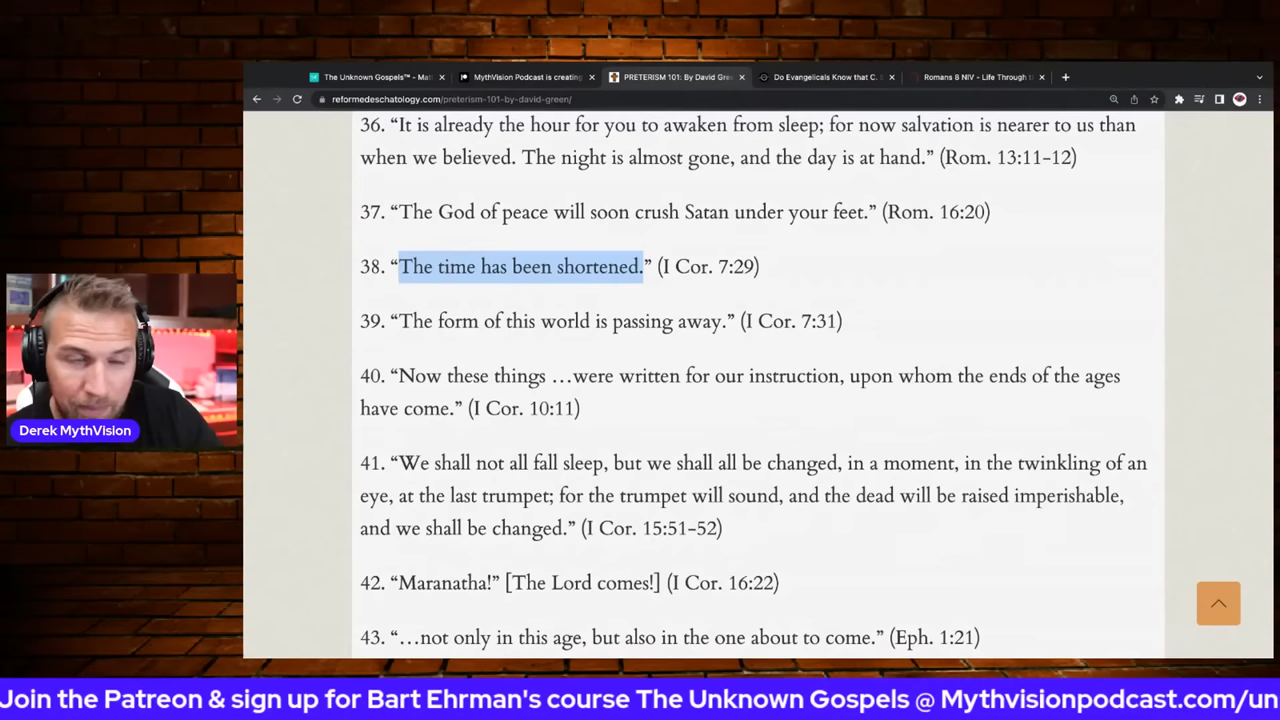 The Unknown Gospels™ - Mat
MythVision Podcast is creating
PRETERISM 101: By David Gree
Do Evangelicals Know that C. S
Romans 8 NIV - Life Through th
reformedeschatology.com/preterism-101-by-david-green/
36. “It is already the hour for you to awaken from sleep; for now salvation is nearer to us than
when we believed. The night is almost gone, and the day is at hand.” (Rom. 13:11-12)
37. “The God of peace will soon crush Satan under your feet.” (Rom. 16:20)
38. “The time has been shortened.” (I Cor. 7:29)
39. “The form of this world is passing away.” (I Cor. 7:31)
40. “Now these things …were written for our instruction, upon whom the ends of the ages
have come.” (I Cor. 10:11)
41. “We shall not all fall sleep, but we shall all be changed, in a moment, in the twinkling of an
eye, at the last trumpet; for the trumpet will sound, and the dead will be raised imperishable,
and we shall be changed.” (I Cor. 15:51-52)
42. “Maranatha!” [The Lord comes!] (I Cor. 16:22)
43. “…not only in this age, but also in the one about to come.” (Eph. 1:21)
Derek MythVision
Join the Patreon & sign up for Bart Ehrman's course The Unknown Gospels @ Mythvisionpodcast.com/un